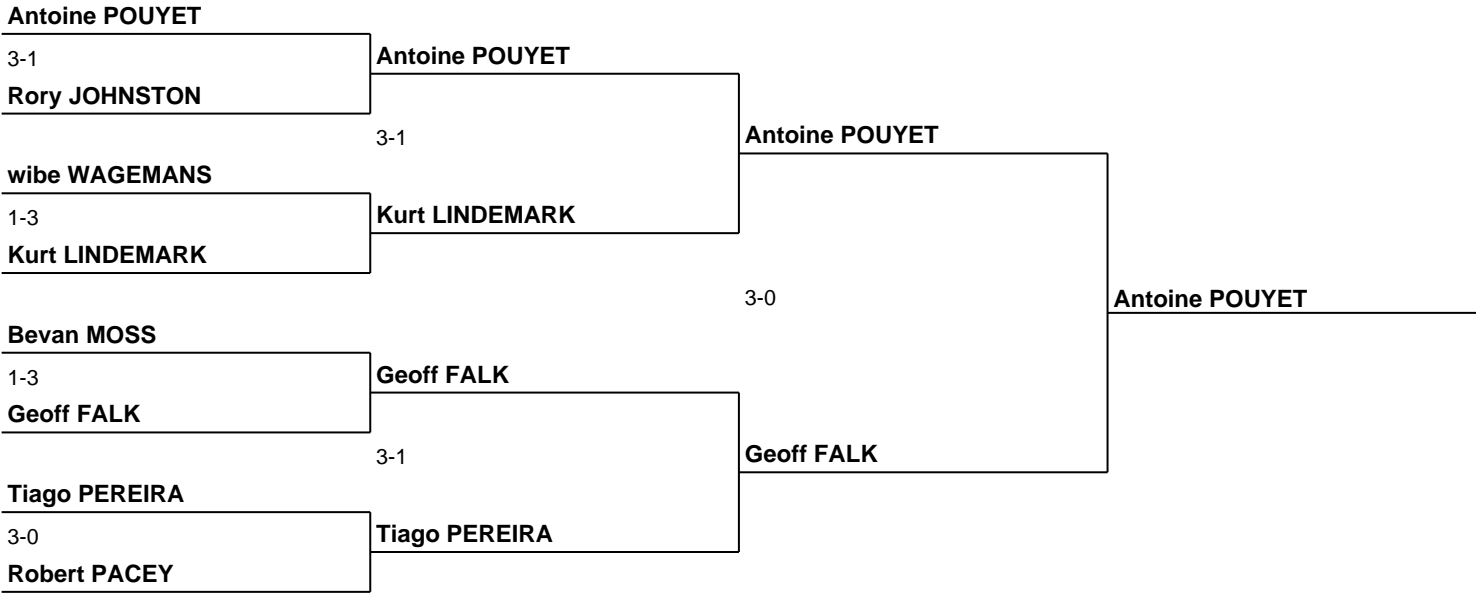 Antoine POUYET
3-1
Antoine POUYET
Rory JOHNSTON
3-1
Antoine POUYET
wibe WAGEMANS
1-3
Kurt LINDEMARK
Kurt LINDEMARK
3-0
Antoine POUYET
Bevan MOSS
1-3
Geoff FALK
Geoff FALK
3-1
Geoff FALK
Tiago PEREIRA
3-0
Tiago PEREIRA
Robert PACEY